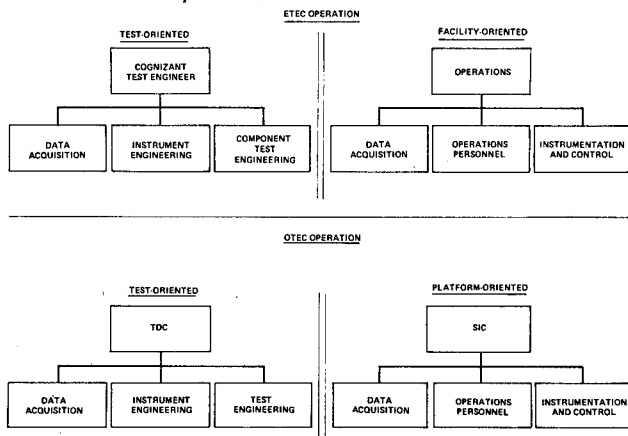 ETEC OPERATION
TEST-ORIENTED
COGNIZANT
TEST ENGINEER
DATA
ACQUISITION
INSTRUMENT
ENGINEERING
COMPONENT
TEST
ENGINEERING
FACILITY-ORIENTED
OPERATIONS
DATA
ACQUISITION
OPERATIONS
PERSONNEL
INSTRUMENTATION
AND CONTROL
OTEC OPERATION
TEST-ORIENTED
TDC
DATA
ACQUISITION
INSTRUMENT
ENGINEERING
TEST
ENGINEERING
PLATFORM-ORIENTED
SIC
DATA
ACQUISITION
OPERATIONS
PERSONNEL
INSTRUMENTATION
AND CONTROL